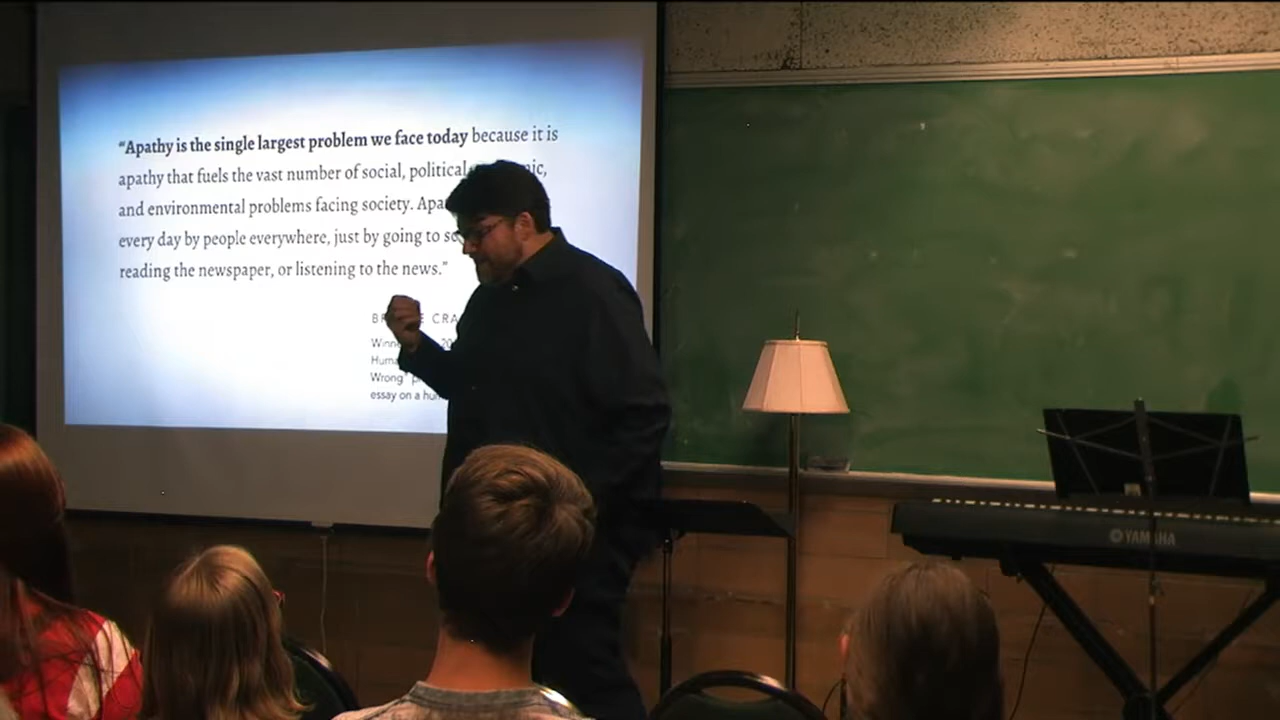 “Apathy is the single largest problem we face today because it is
apathy that fuels the vast number of social, political,
and environmental problems facing society.
every day by people everywhere, just by going to
reading the newspaper, or listening to the news.”
essay on a
YAMAHA